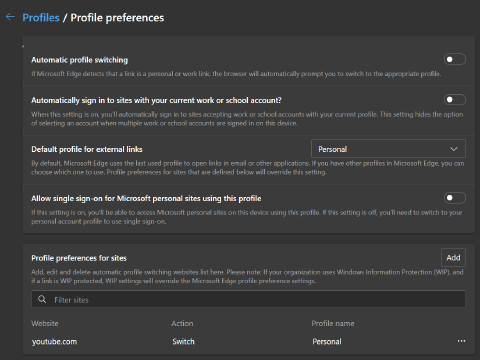 Profiles / Profile preferences
Automatic profile switching
If Microsoft Edge detects that a link is a personal or work link, the browser will automatically prompt you to switch to the appropriate profile.
Automatically sign in to sites with your current work or school account?
When this setting is on, you'll automatically sign in to sites accepting work or school accounts with your current profile. This setting hides the option
of selecting an account when multiple work or school accounts are signed in on this device.
Default profile for external links
Personal
By default, Microsoft Edge uses the last used profile to open links in email or other applications. If you have other profiles in Microsoft Edge, you can
choose which one to use. Profile preferences for sites that are defined below will override this setting.
Allow single sign-on for Microsoft personal sites using this profile
If this setting is on, you'll be able to access Microsoft personal sites on this device using this profile. If this setting is off, you'll need to switch to your
personal account profile to use single sign-on.
Profile preferences for sites
Add
Add, edit and delete automatic profile switching websites list here. Please note: If your organization uses Windows Information Protection (WIP), and
if a link is WIP protected, WIP settings will override the Microsoft Edge profile preference settings.
Filter sites
Website Action Profile name
youtube.com Switch Personal